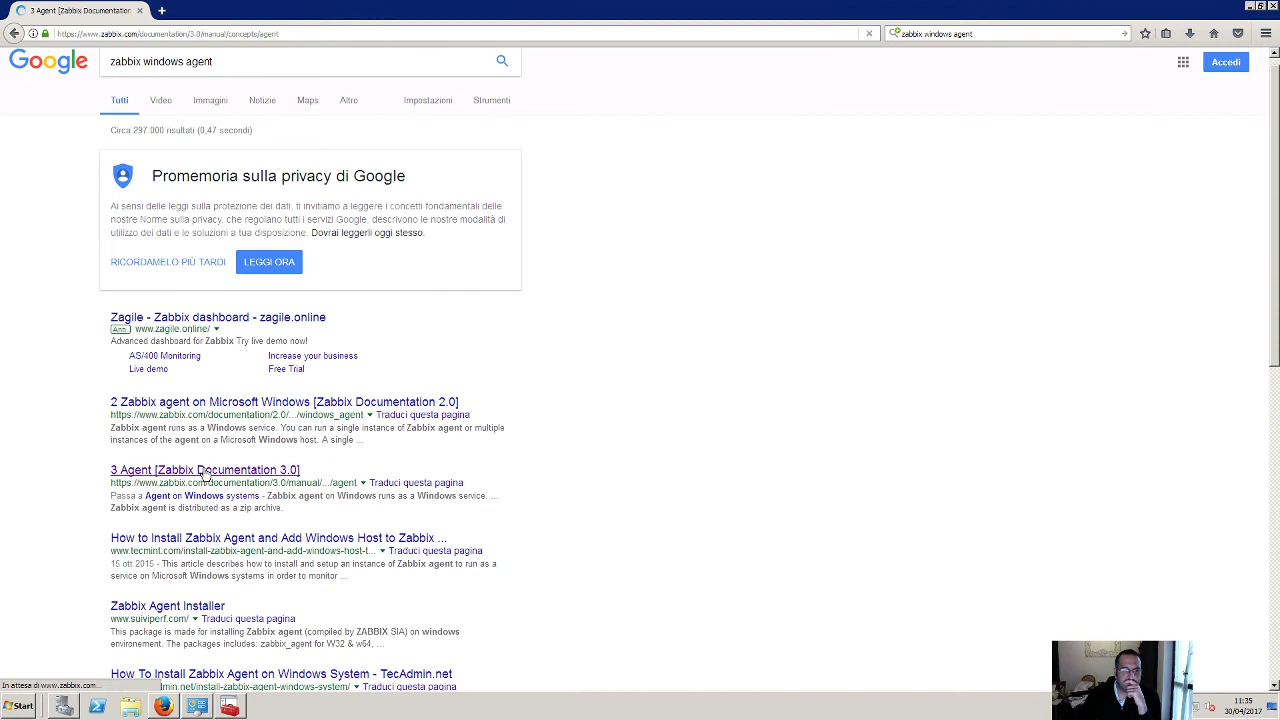 3 Agent [Zabbix Documentation
https://www.zabbix.com/documentation/3.0/manual/concepts/agent
zabbix windows agent
Google
zabbix windows agent
Accedi
Tutti Video Immagini Notizie Maps Altro Impostazioni Strumenti
Circa 297.000 risultati (0,47 secondi)
Promemoria sulla privacy di Google
Ai sensi delle leggi sulla protezione dei dati, ti invitiamo a leggere i concetti fondamentali delle
nostre Norme sulla privacy, che regolano tutti i servizi Google, descrivono le nostre modalità di
utilizzo dei dati e le soluzioni a tua disposizione. Dovrai leggerli oggi stesso.
RICORDAMELO PIÙ TARDI LEGGI ORA
Zagile - Zabbix dashboard - zagile.online
Ann. www.zagile.online/
Advanced dashboard for Zabbix Try live demo now!
AS/400 Monitoring Increase your business
Live demo Free Trial
2 Zabbix agent on Microsoft Windows [Zabbix Documentation 2.0]
https://www.zabbix.com/documentation/2.0/.../windows_agent Traduci questa pagina
Zabbix agent runs as a Windows service. You can run a single instance of Zabbix agent or multiple
instances of the agent on a Microsoft Windows host. A single ...
3 Agent [Zabbix Documentation 3.0]
https://www.zabbix.com/documentation/3.0/manual/.../agent Traduci questa pagina
Passa a Agent on Windows systems - Zabbix agent on Windows runs as a Windows service. ...
Zabbix agent is distributed as a zip archive.
How to Install Zabbix Agent and Add Windows Host to Zabbix ...
www.tecmint.com/install-zabbix-agent-and-add-windows-host-t... Traduci questa pagina
15 ott 2015 - This article describes how to install and setup an instance of Zabbix agent to run as a
service on Microsoft Windows systems in order to monitor ...
Zabbix Agent Installer
www.suiviperf.com/ Traduci questa pagina
This package is made for installing Zabbix agent (compiled by ZABBIX SIA) on windows
environement. The packages includes: zabbix_agent for W32 & w64, ...
How To Install Zabbix Agent on Windows System - TecAdmin.net
In attesa di www.zabbix.com... min.net/install-zabbix-agent-windows-system/ Traduci questa pagina
Start
11:35
30/04/2017